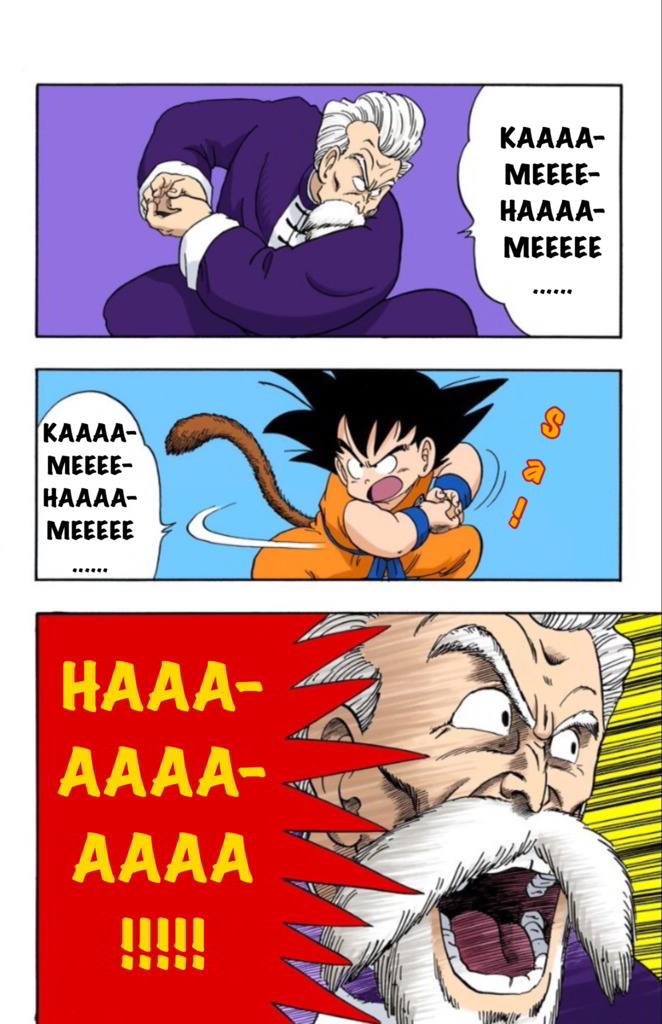 KAAAA-
MEEEE-
HAAAA-
MEEEEE
......
KAAAA-
MEEEE-
HAAAA-
MEEEEE
......
Sa!
HAAA-
AAAA-
AAAA
!!!!!